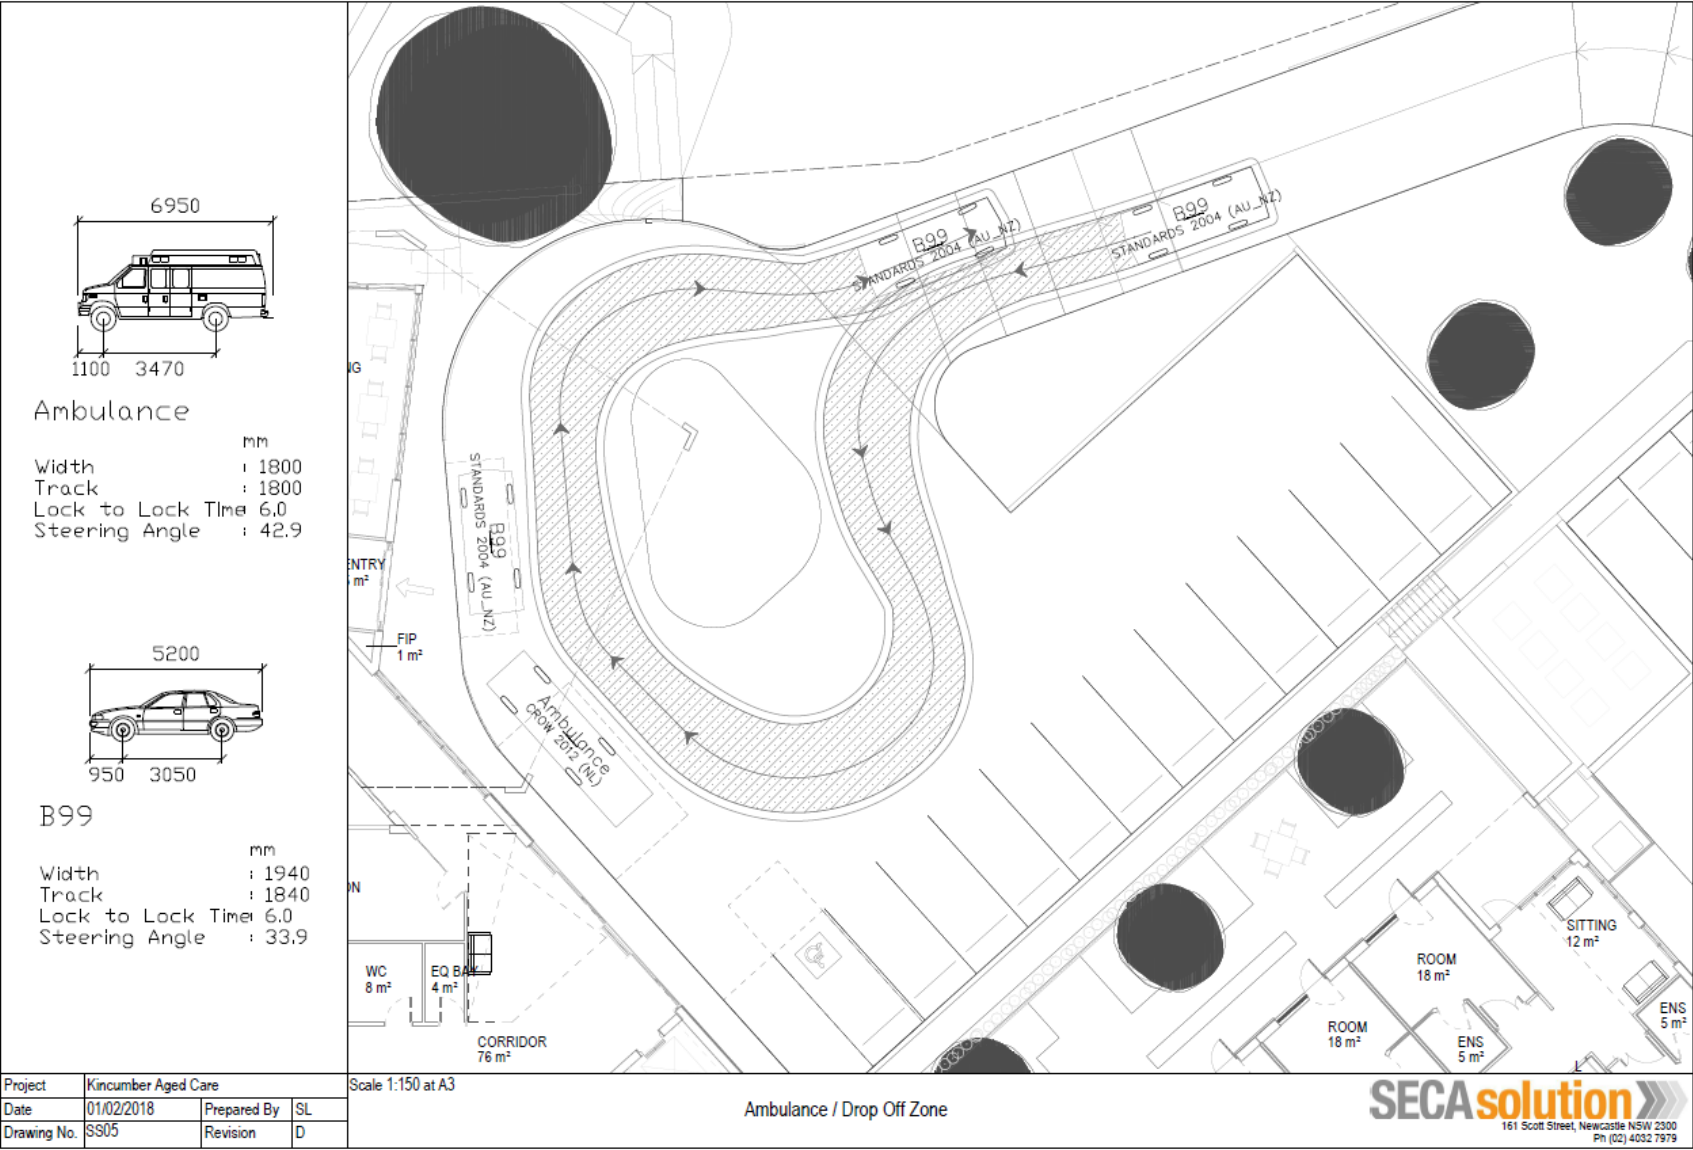 6950
1100 3470
Ambulance
mm
Width : 1800
Track : 1800
Lock to Lock Time 6.0
Steering Angle : 42.9
5200
950 3050
B99
mm
Width : 1940
Track : 1840
Lock to Lock Time 6.0
Steering Angle : 33.9
B99
STANDARDS 2004 (AU_NZ)
B99
STANDARDS 2004 (AU_NZ)
B99
STANDARDS 2004 (AU_NZ)
Ambulance
CROW 2012 (NL)
NG
ENTRY
m²
FIP
1 m²
ON
WC
8 m²
EQ BAY
4 m²
CORRIDOR
76 m²
SITTING
12 m²
ROOM
18 m²
ROOM
18 m²
ENS
5 m²
ENS
5 m²
L
Project Kincumber Aged Care
Date 01/02/2018 Prepared By SL
Drawing No. SS05 Revision D
Scale 1:150 at A3
Ambulance / Drop Off Zone
SECAsolution
161 Scott Street, Newcastle NSW 2300
Ph (02) 4032 7979